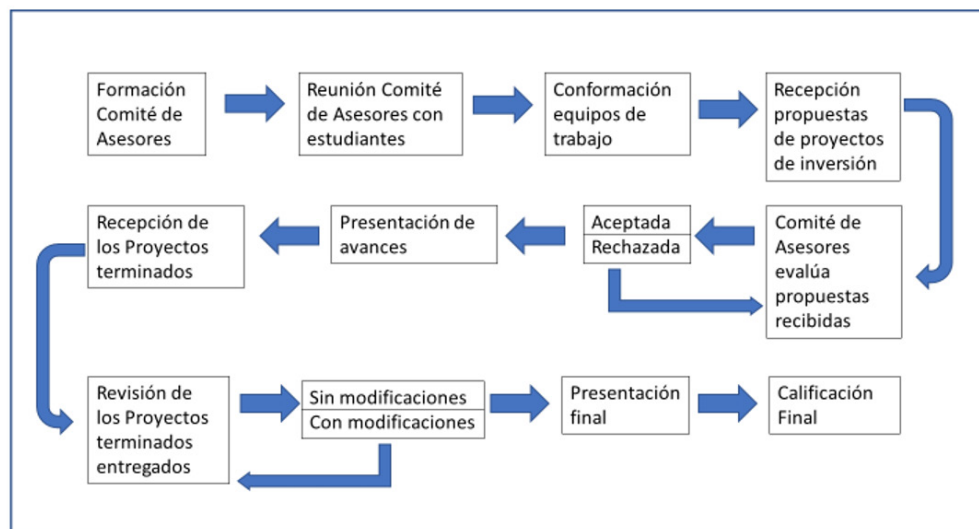 Formación
Comité de
Asesores
Reunión Comité
de Asesores con
estudiantes
Conformación
equipos de
trabajo
Recepción
propuestas
de proyectos
de inversión
Comité de
Asesores
evalúa
propuestas
recibidas
Aceptada
Rechazada
Presentación de
avances
Recepción de
los Proyectos
terminados
Revisión de
los Proyectos
terminados
entregados
Sin modificaciones
Con modificaciones
Presentación
final
Calificación
Final